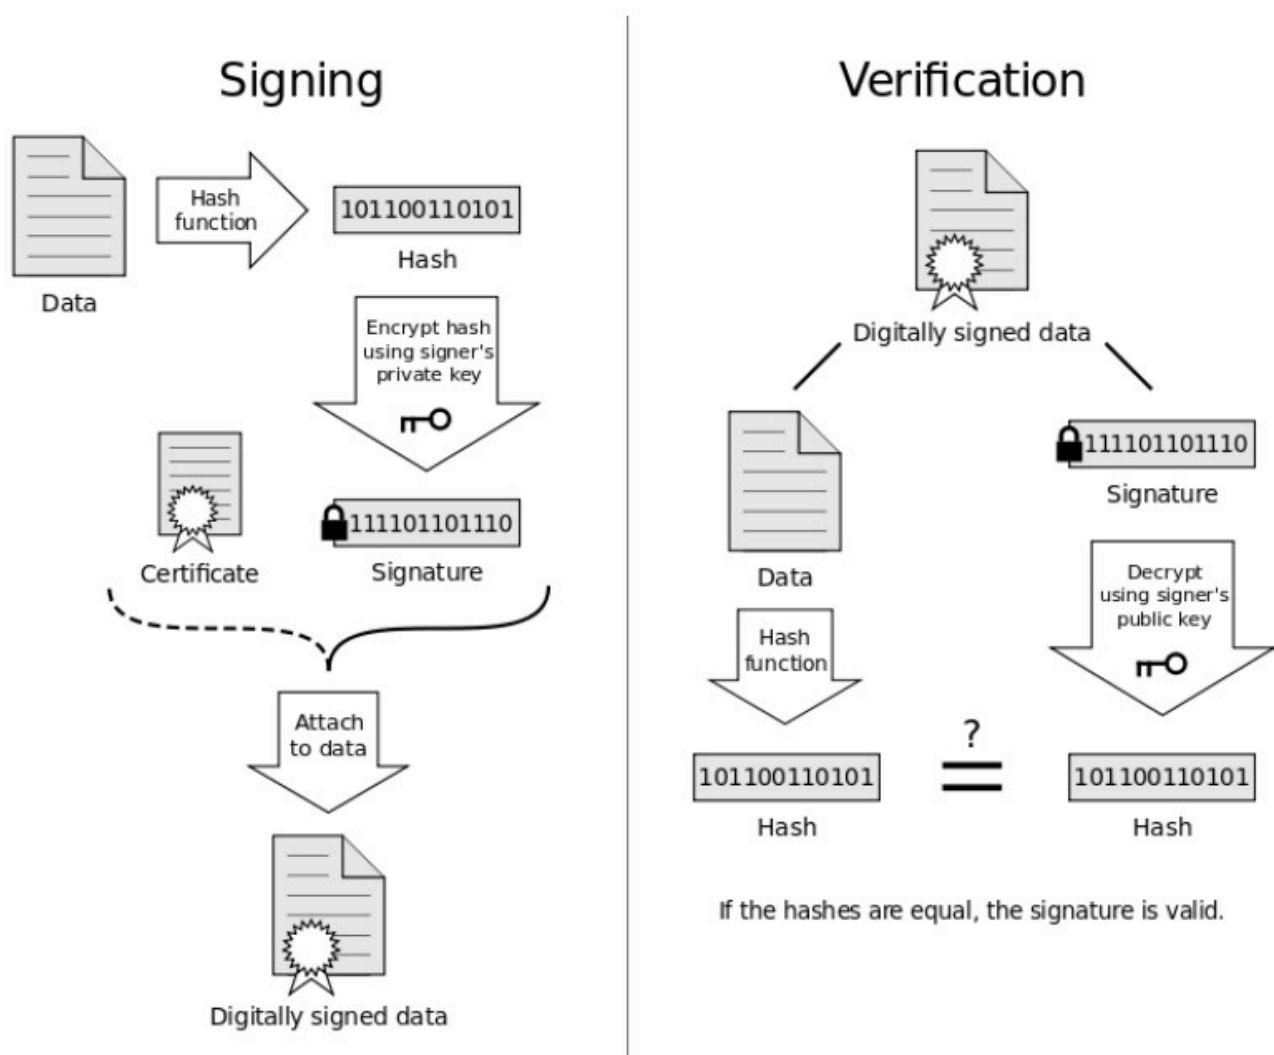 Signing
Hash
function
101100110101
Hash
Data
Encrypt hash
using signer's
private key
111101101110
Certificate
Signature
Attach
to data
Digitally signed data
Verification
Digitally signed data
111101101110
Signature
Data
Decrypt
using signer's
public key
Hash
function
?
=
101100110101
101100110101
Hash
Hash
If the hashes are equal, the signature is valid.